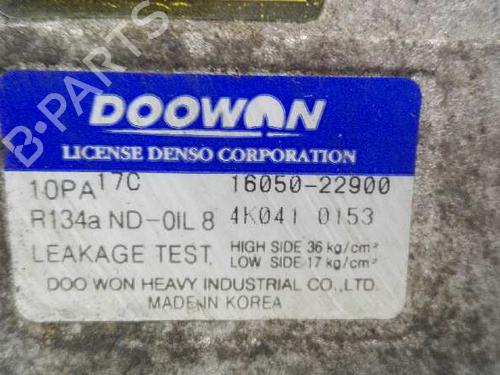 DOOWON
LICENSE DENSO CORPORATION
10PA17C 16050-22900
R134a ND-OIL 8 4K041 0153
LEAKAGE TEST HIGH SIDE 36 kg/cm²
LOW SIDE 17 kg/cm²
DOO WON HEAVY INDUSTRIAL CO.,LTD.
MADE IN KOREA
B-PARTS